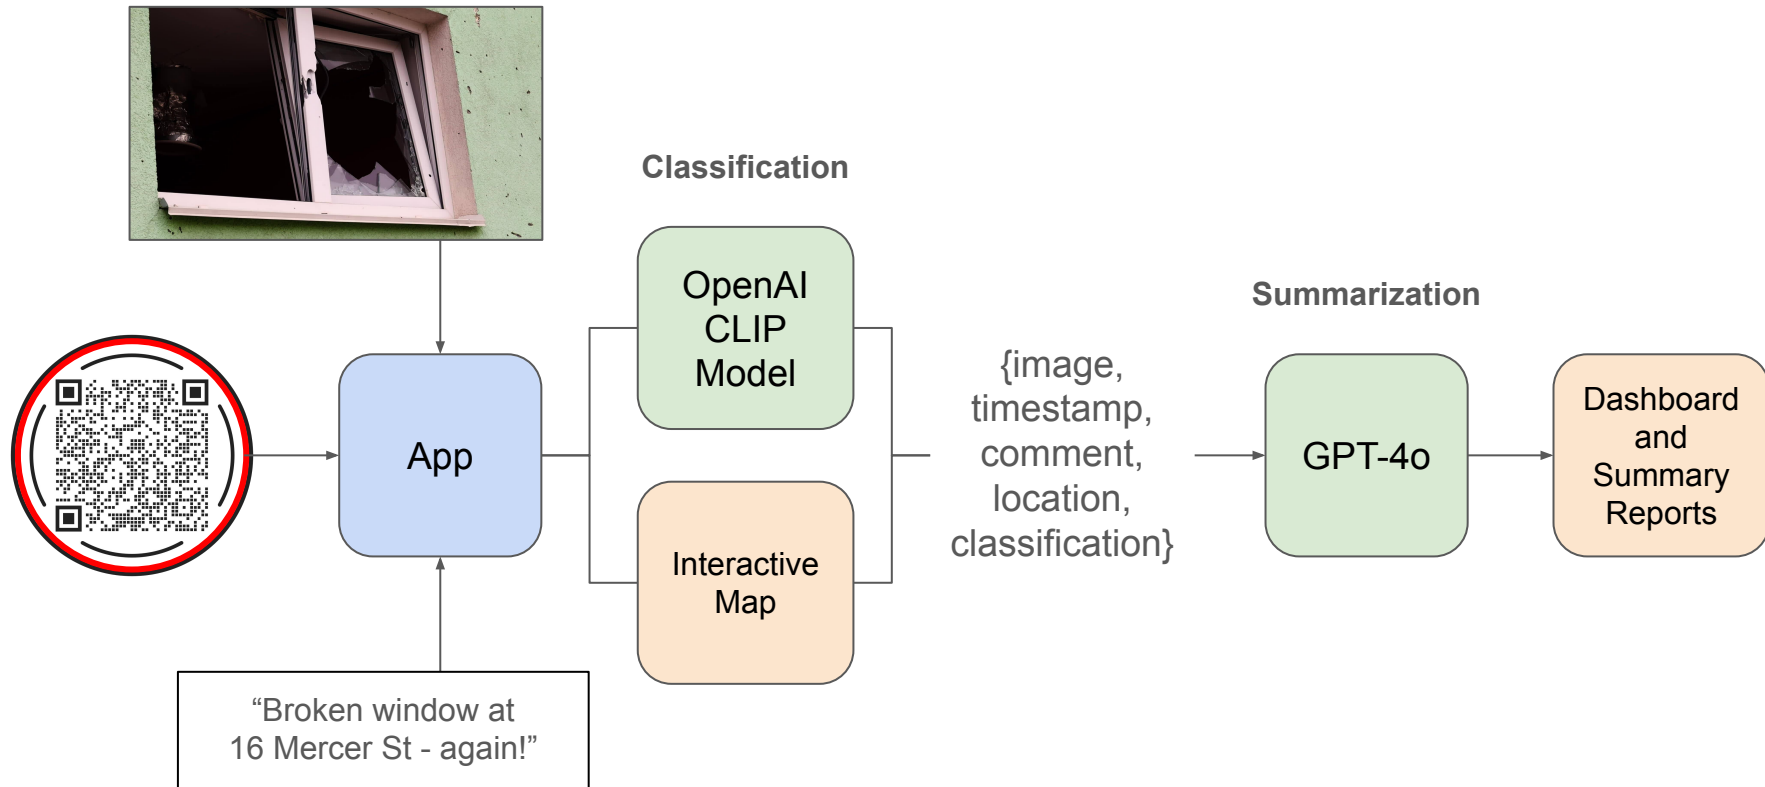 Classification
OpenAI
CLIP
Model
Summarization
{image,
timestamp,
comment,
location,
classification}
App
GPT-4o
Dashboard
and
Summary
Reports
Interactive
Map
“Broken window at
16 Mercer St - again!”